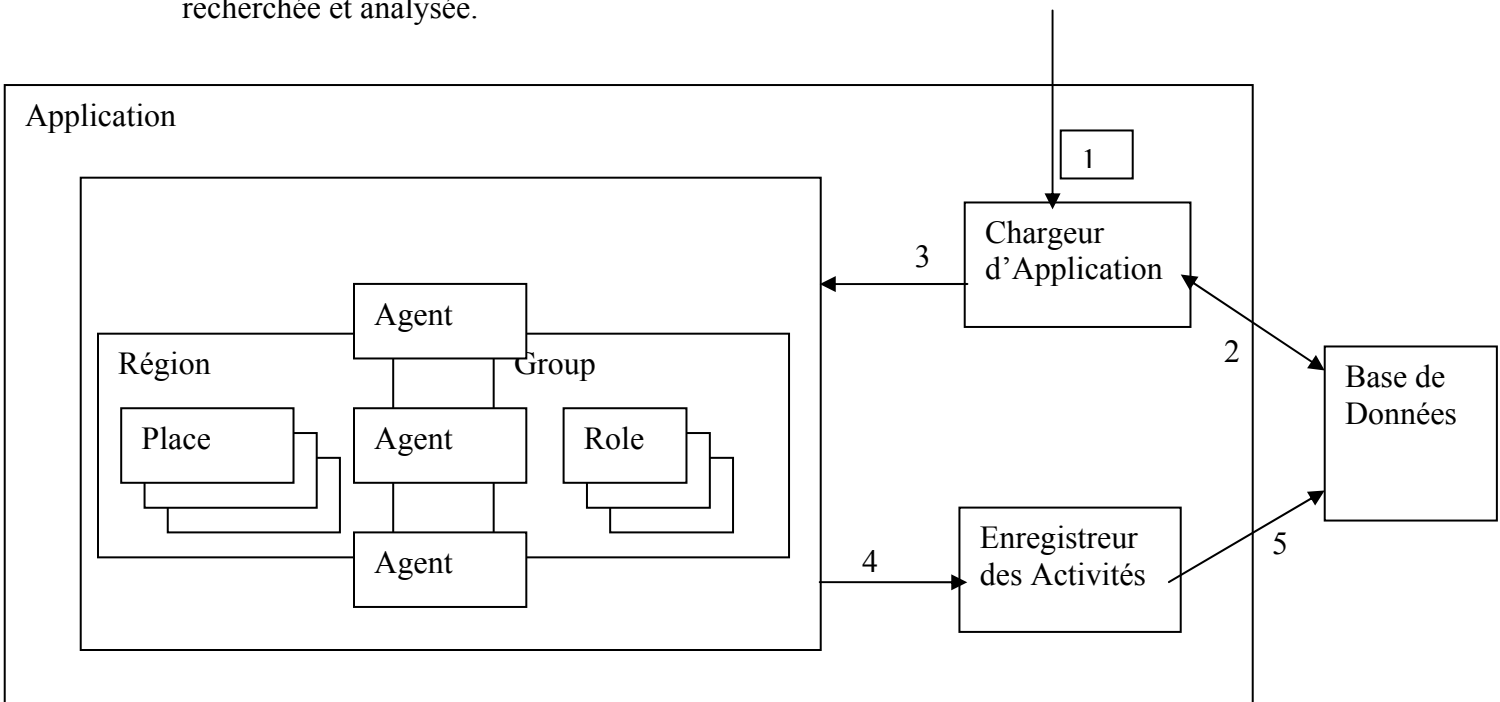 recherchée et analysée.
Application
1
Chargeur
d'Application
3
2
Agent
Région
Group
Place
Agent
Role
Base de
Données
Agent
4
Enregistreur
des Activités
5